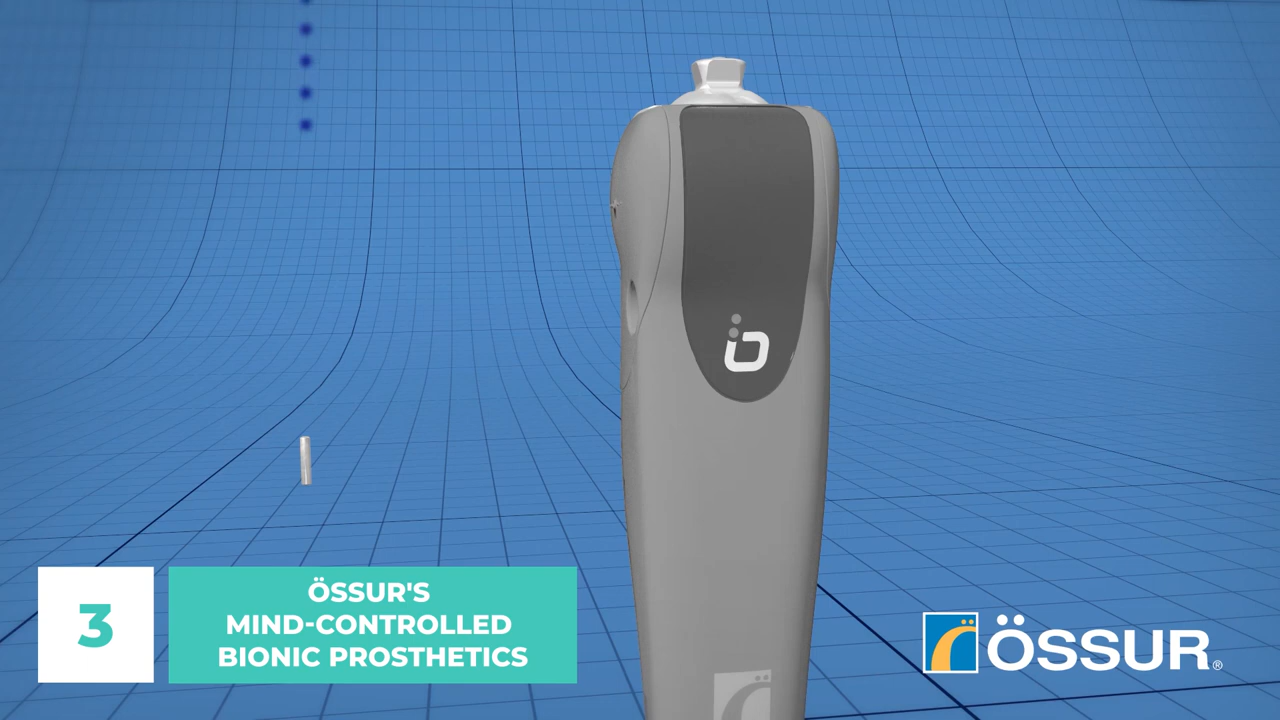 3
ÖSSUR'S
MIND-CONTROLLED
BIONIC PROSTHETICS
ÖSSUR®